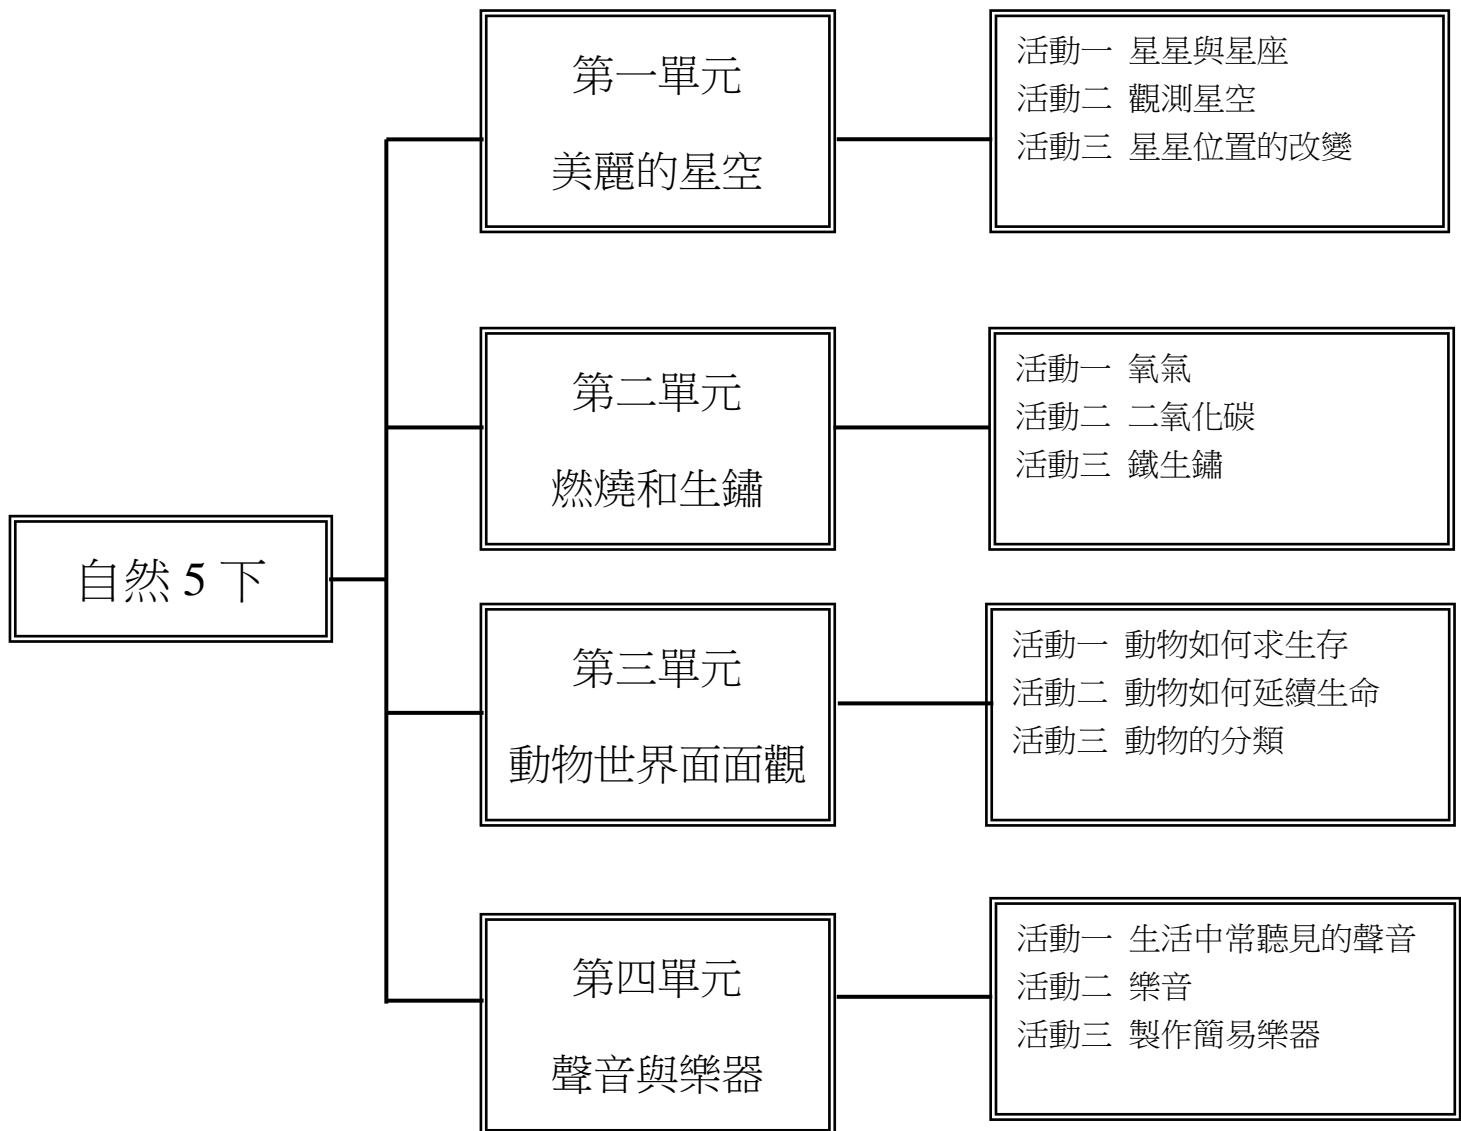 自然 5 下
第一單元
美麗的星空
活動一 星星與星座
活動二 觀測星空
活動三 星星位置的改變
第二單元
燃燒和生鏽
活動一 氧氣
活動二 二氧化碳
活動三 鐵生鏽
第三單元
動物世界面面觀
活動一 動物如何求生存
活動二 動物如何延續生命
活動三 動物的分類
第四單元
聲音與樂器
活動一 生活中常聽見的聲音
活動二 樂音
活動三 製作簡易樂器